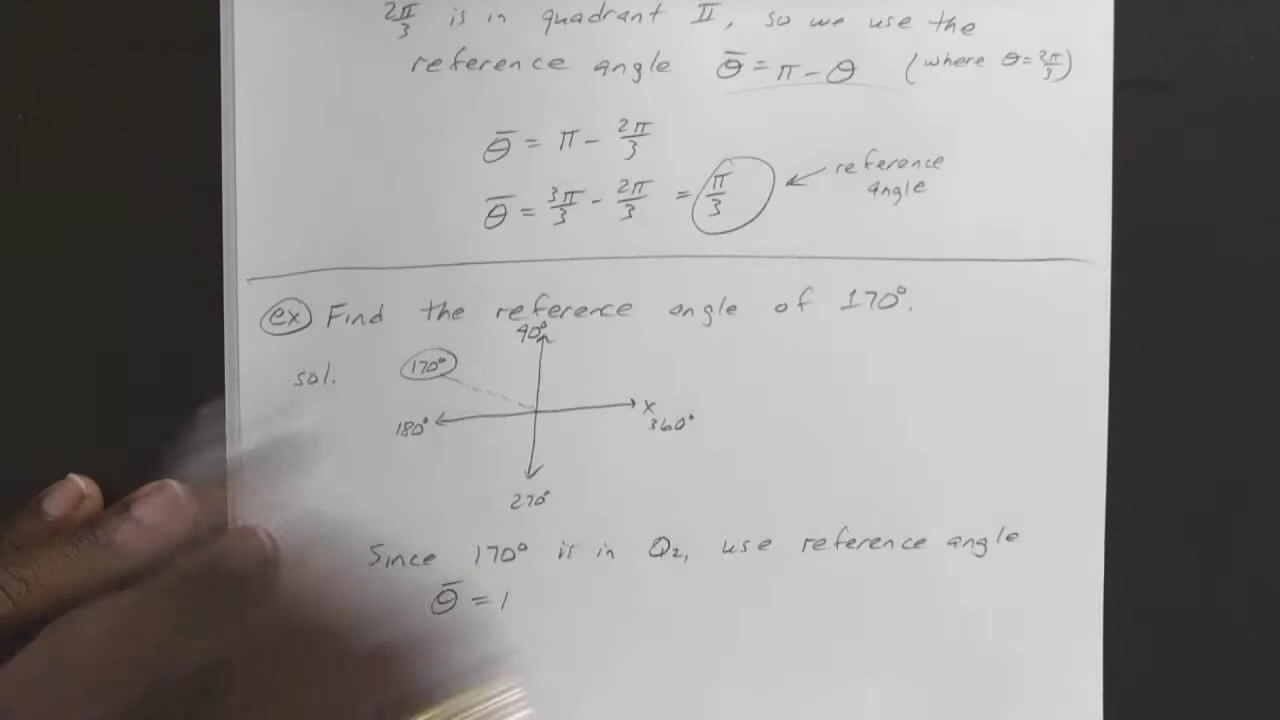 2π/3 is in quadrant II, so we use the
reference angle θ̄ = π - θ (where θ = 2π/3)
θ̄ = π - 2π/3
θ̄ = 3π/3 - 2π/3 = π/3
reference
angle
ex Find the reference angle of 170°.
90°
sol.
170°
x
180°
360°
270°
Since 170° is in Q2, use reference angle
θ̄ = 1